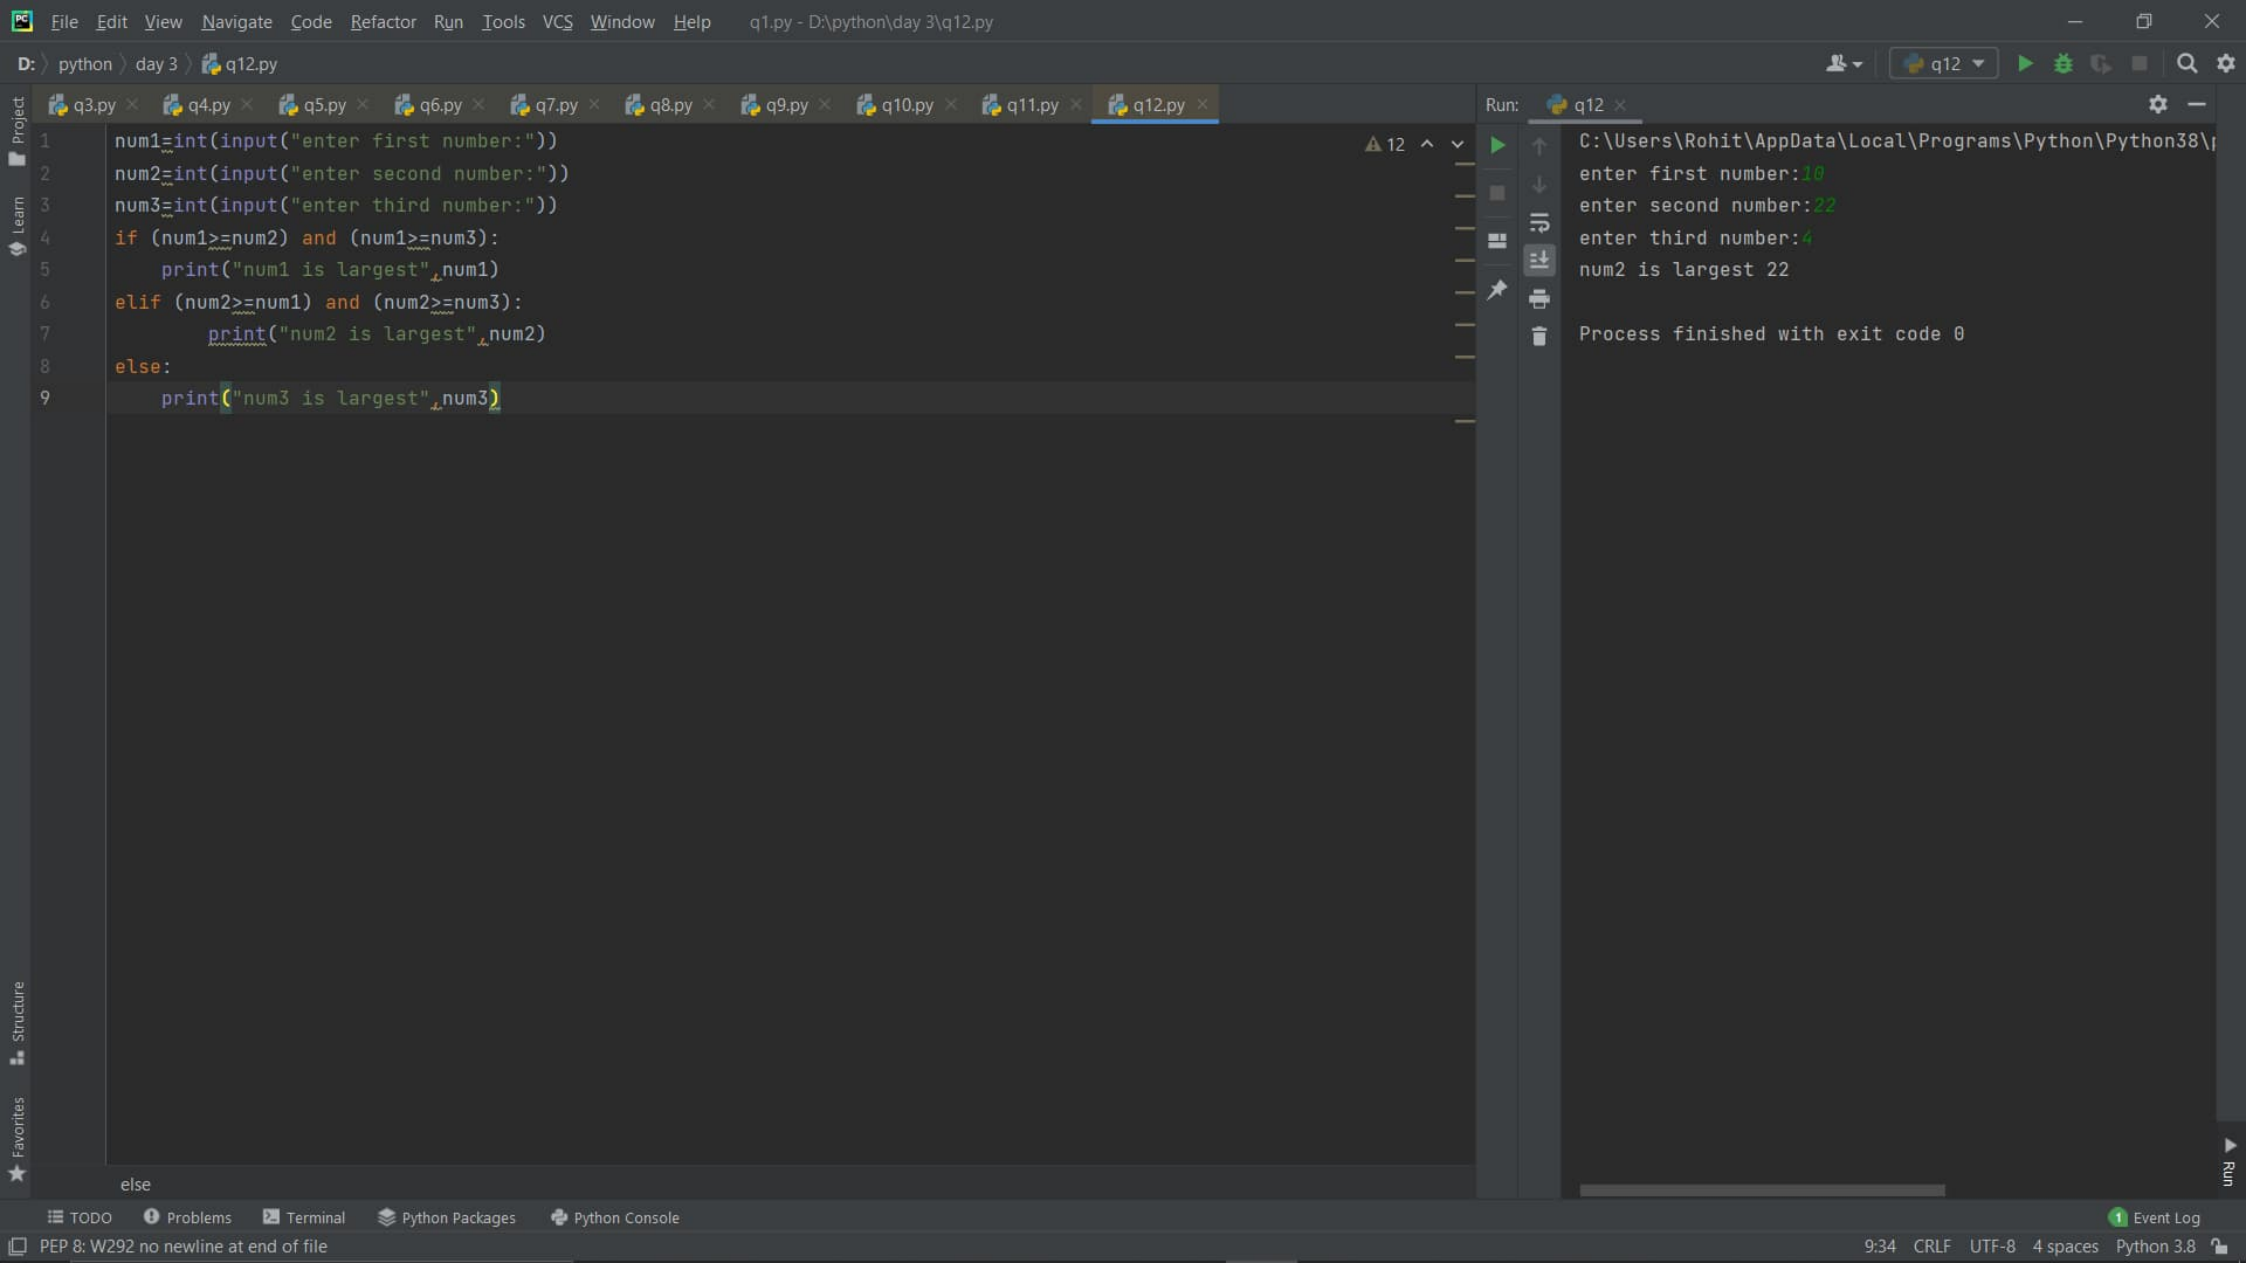 File Edit View Navigate Code Refactor Run Tools VCS Window Help q1.py - D:\python\day 3\q12.py
D: python day 3 q12.py q12
q3.py q4.py q5.py q6.py q7.py q8.py q9.py q10.py q11.py q12.py
1 num1=int(input("enter first number:"))
2 num2=int(input("enter second number:"))
3 num3=int(input("enter third number:"))
4 if (num1>=num2) and (num1>=num3):
5     print("num1 is largest",num1)
6 elif (num2>=num1) and (num2>=num3):
7         print("num2 is largest",num2)
8 else:
9     print("num3 is largest",num3)
12
Run: q12
C:\Users\Rohit\AppData\Local\Programs\Python\Python38\
enter first number:10
enter second number:22
enter third number:4
num2 is largest 22
Process finished with exit code 0
Project
Learn
Structure
Favorites
Run
else
TODO Problems Terminal Python Packages Python Console 1 Event Log
PEP 8: W292 no newline at end of file 9:34 CRLF UTF-8 4 spaces Python 3.8